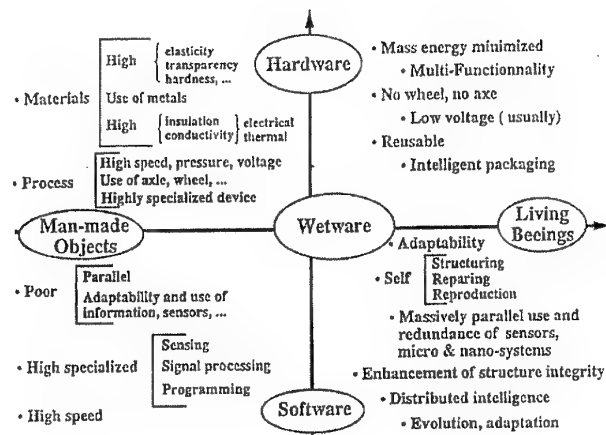 Hardware
High
elasticity
transparency
hardness, ...
• Materials
Use of metals
High
insulation
conductivity
electrical
thermal
• Process
High speed, pressure, voltage
Use of axle, wheel, ...
Highly specialized device
• Mass energy minimized
• Multi-Functionnality
• No wheel, no axe
• Low voltage ( usually)
• Reusable
• Intelligent packaging
Man-made
Objects
Wetware
Living
Becings
• Poor
Parallel
Adaptability and use of
information, sensors, ...
• High specialized
Sensing
Signal processing
Programming
• High speed
• Adaptability
• Self
Structuring
Reparing
Reproduction
• Massively parallel use and
redundance of sensors,
micro & nano-systems
• Enhancement of structure integrity
• Distributed intelligence
• Evolution, adaptation
Software